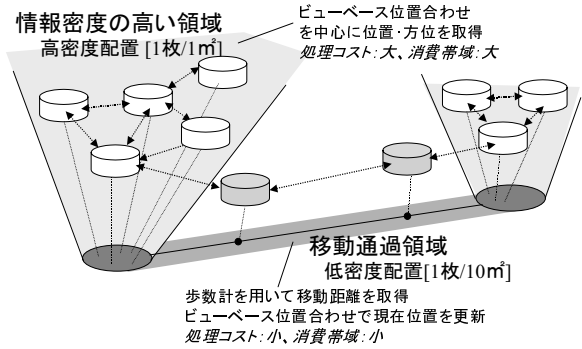 情報密度の高い領域
高密度配置 [1枚/1㎡]
ビューベース位置合わせ
を中心に位置･方位を取得
処理コスト:大、消費帯域:大
移動通過領域
低密度配置[1枚/10㎡]
歩数計を用いて移動距離を取得
ビューベース位置合わせで現在位置を更新
処理コスト:小、消費帯域:小